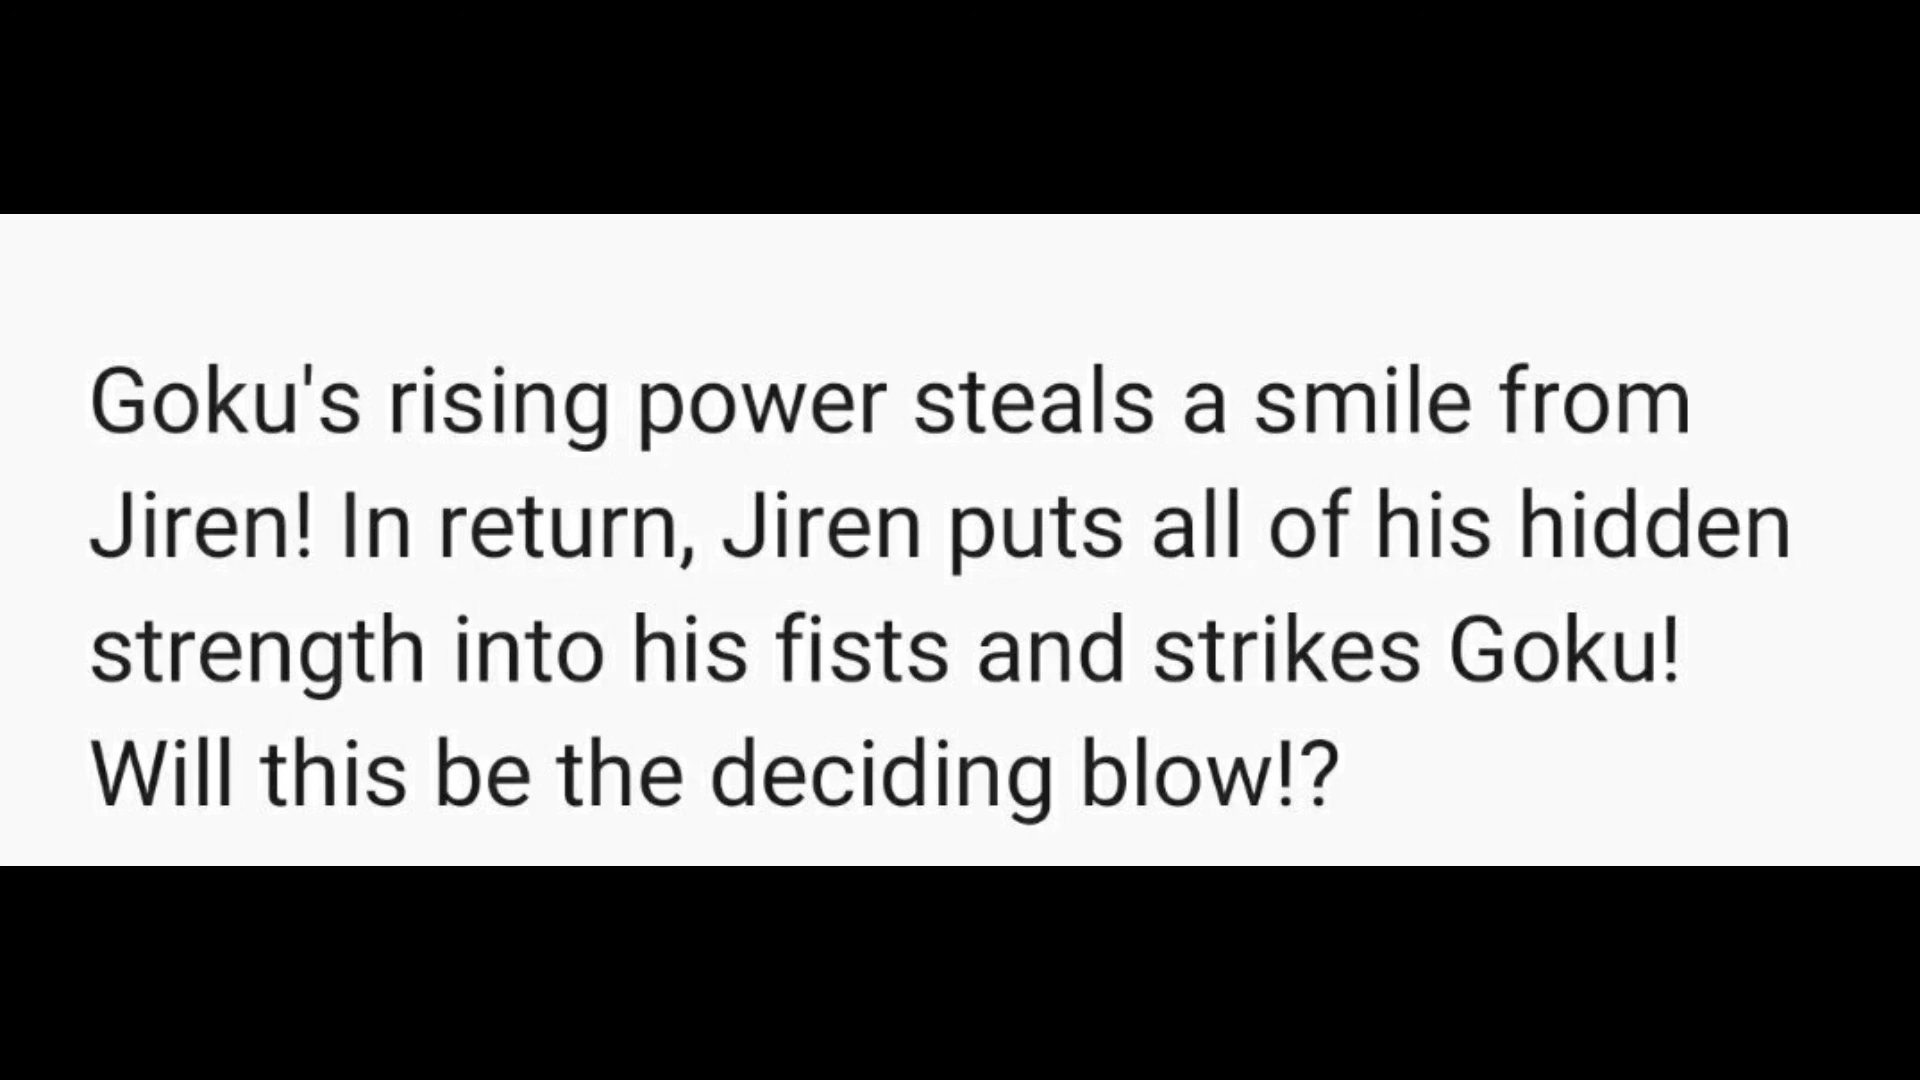 Goku's rising power steals a smile from
Jiren! In return, Jiren puts all of his hidden
strength into his fists and strikes Goku!
Will this be the deciding blow!?